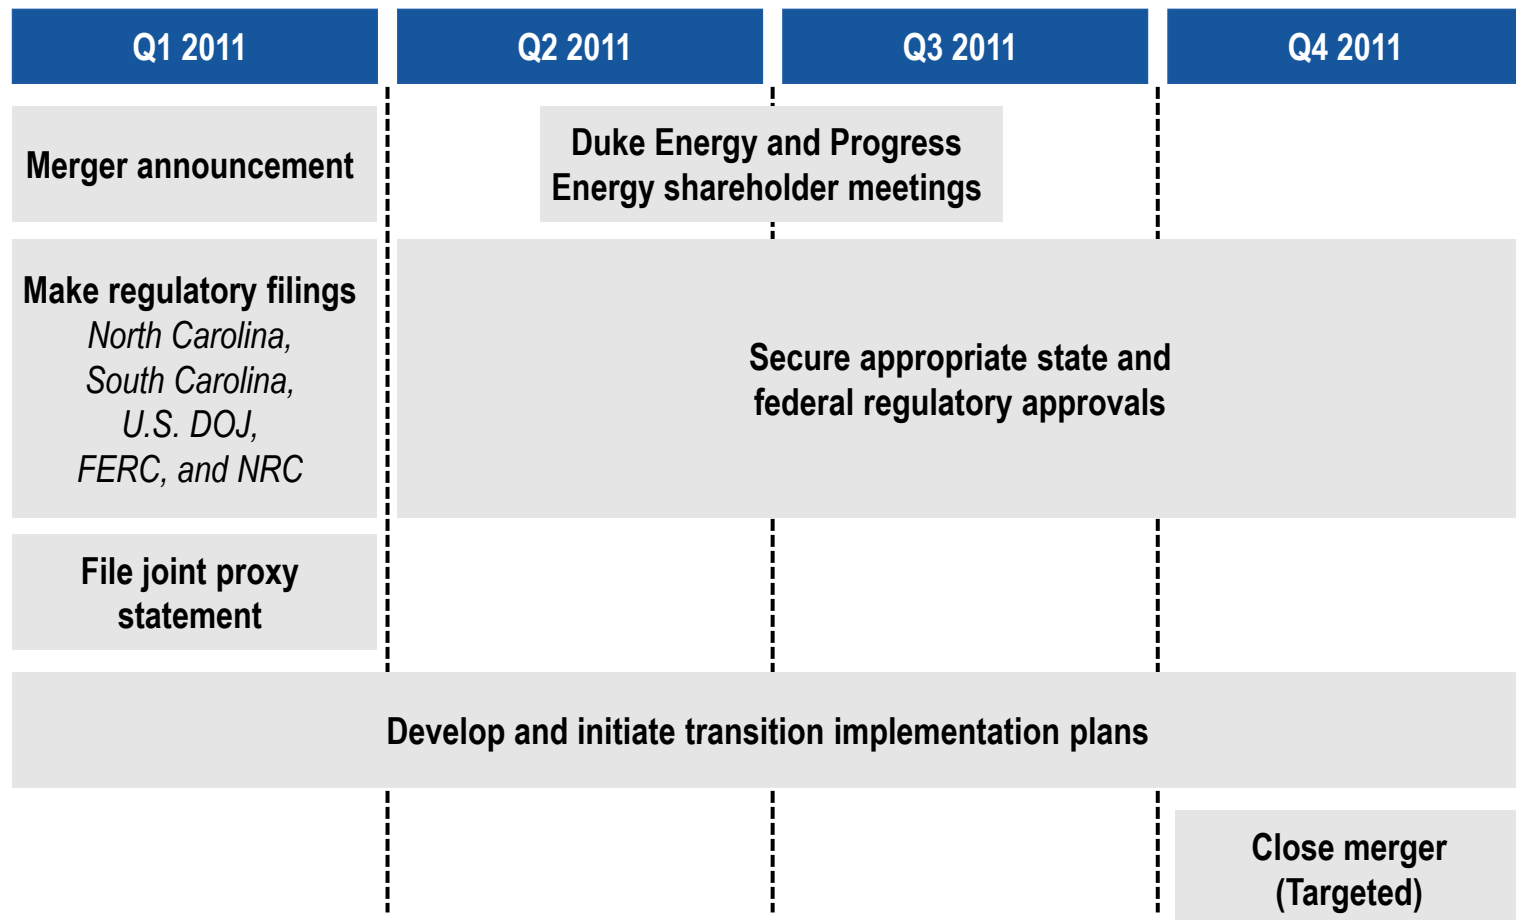 Q1 2011
Q2 2011
Q3 2011
Q4 2011
Merger announcement
Duke Energy and Progress
Energy shareholder meetings
Make regulatory filings
North Carolina,
South Carolina,
U.S. DOJ,
FERC, and NRC
Secure appropriate state and
federal regulatory approvals
File joint proxy
statement
Develop and initiate transition implementation plans
Close merger
(Targeted)